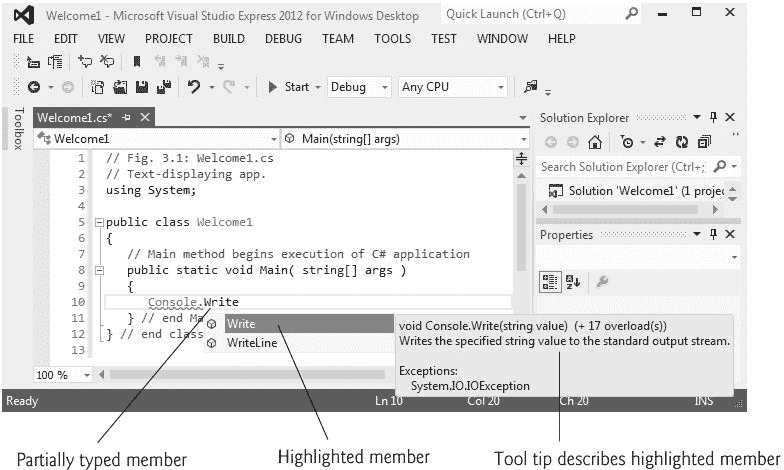 Welcome1 - Microsoft Visual Studio Express 2012 for Windows Desktop
Quick Launch (Ctrl+Q)
FILE EDIT VIEW PROJECT BUILD DEBUG TEAM TOOLS TEST WINDOW HELP
Start Debug Any CPU
Toolbox
Welcome1.cs*
Welcome1 Main(string[] args)
1 // Fig. 3.1: Welcome1.cs
2 // Text-displaying app.
3 using System;
4
5 public class Welcome1
6 {
7 // Main method begins execution of C# application
8 public static void Main( string[] args )
9 {
10 Console.Write
11 } // end Ma
12 } // end class
13
Write
WriteLine
void Console.Write(string value) (+ 17 overload(s))
Writes the specified string value to the standard output stream.
Exceptions:
System.IO.IOException
100 %
Solution Explorer
Search Solution Explorer (Ctrl+;
Solution 'Welcome1' (1 projec
Properties
Ready Ln 10 Col 20 Ch 20 INS
Partially typed member
Highlighted member
Tool tip describes highlighted member